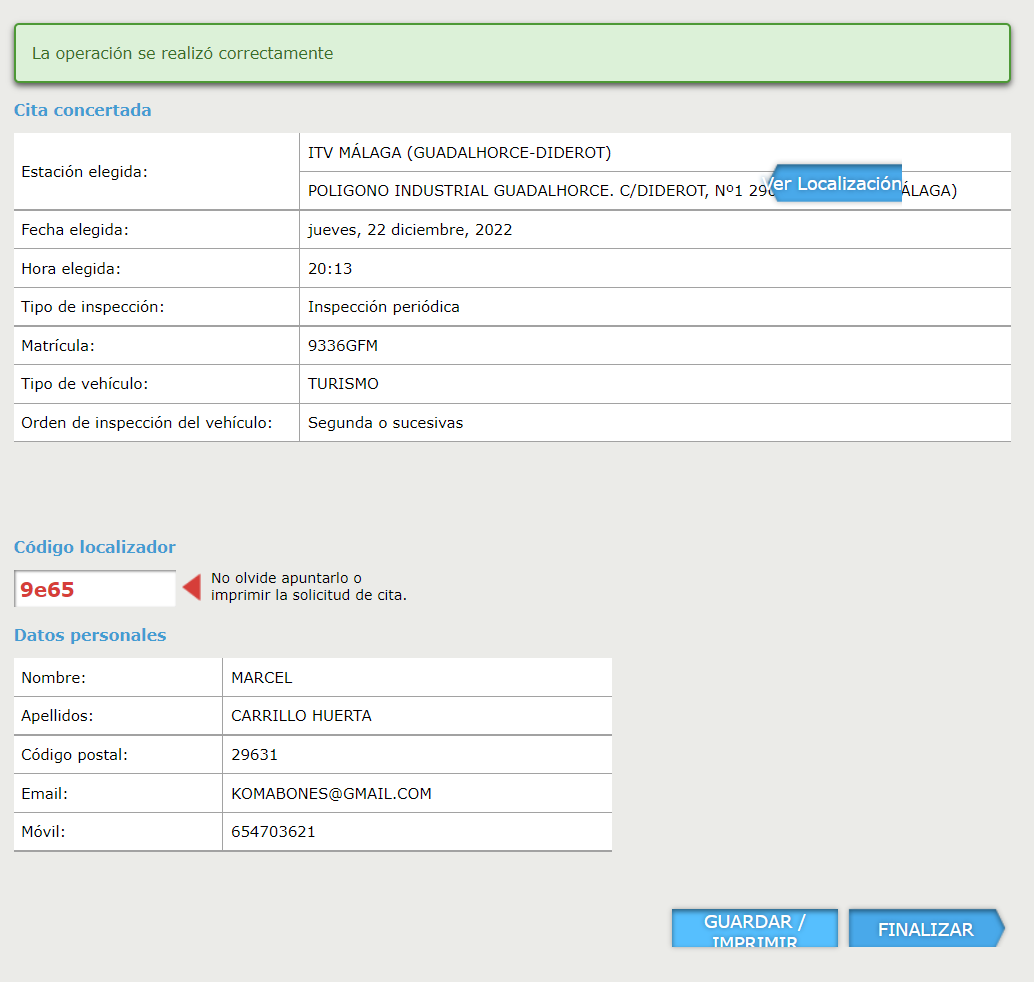 La operación se realizó correctamente
Cita concertada
Estación elegida:
ITV MÁLAGA (GUADALHORCE-DIDEROT)
POLIGONO INDUSTRIAL GUADALHORCE. C/DIDEROT, Nº1
Ver Localización
Fecha elegida:
jueves, 22 diciembre, 2022
Hora elegida:
20:13
Tipo de inspección:
Inspección periódica
Matrícula:
9336GFM
Tipo de vehículo:
TURISMO
Orden de inspección del vehículo:
Segunda o sucesivas
Código localizador
9e65
No olvide apuntarlo o
imprimir la solicitud de cita.
Datos personales
Nombre:
MARCEL
Apellidos:
CARRILLO HUERTA
Código postal:
29631
Email:
KOMABONES@GMAIL.COM
Móvil:
654703621
GUARDAR /
IMPRIMIR
FINALIZAR